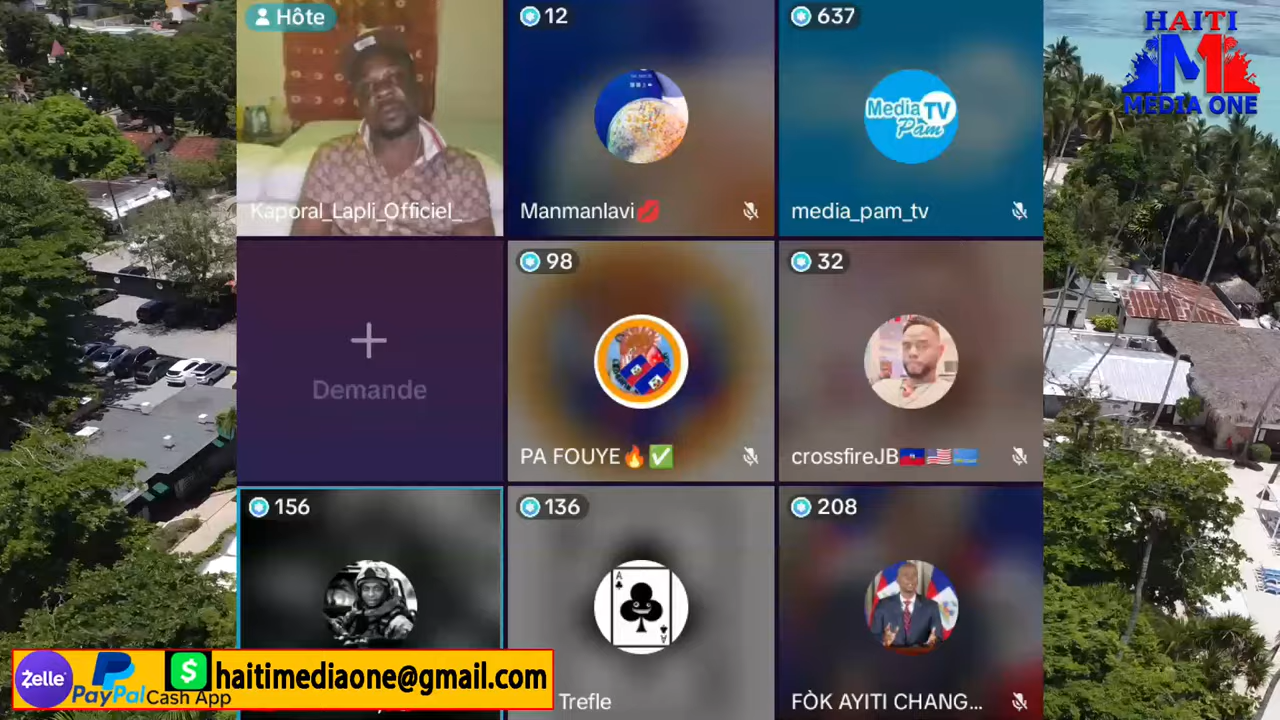 Hôte
12
637
HAITI
M
MEDIA ONE
Media TV
Pam
Kaporal_Lapli_Officiel_
Manmanlavi💋
media_pam_tv
98
32
Demande
PA FOUYE🔥✅
crossfireJB🇭🇹🇺🇸🇦🇼
156
136
208
A
A
Zelle
PayPal
$
Cash App
haitimediaone@gmail.com
Trefle
FÒK AYITI CHANG...